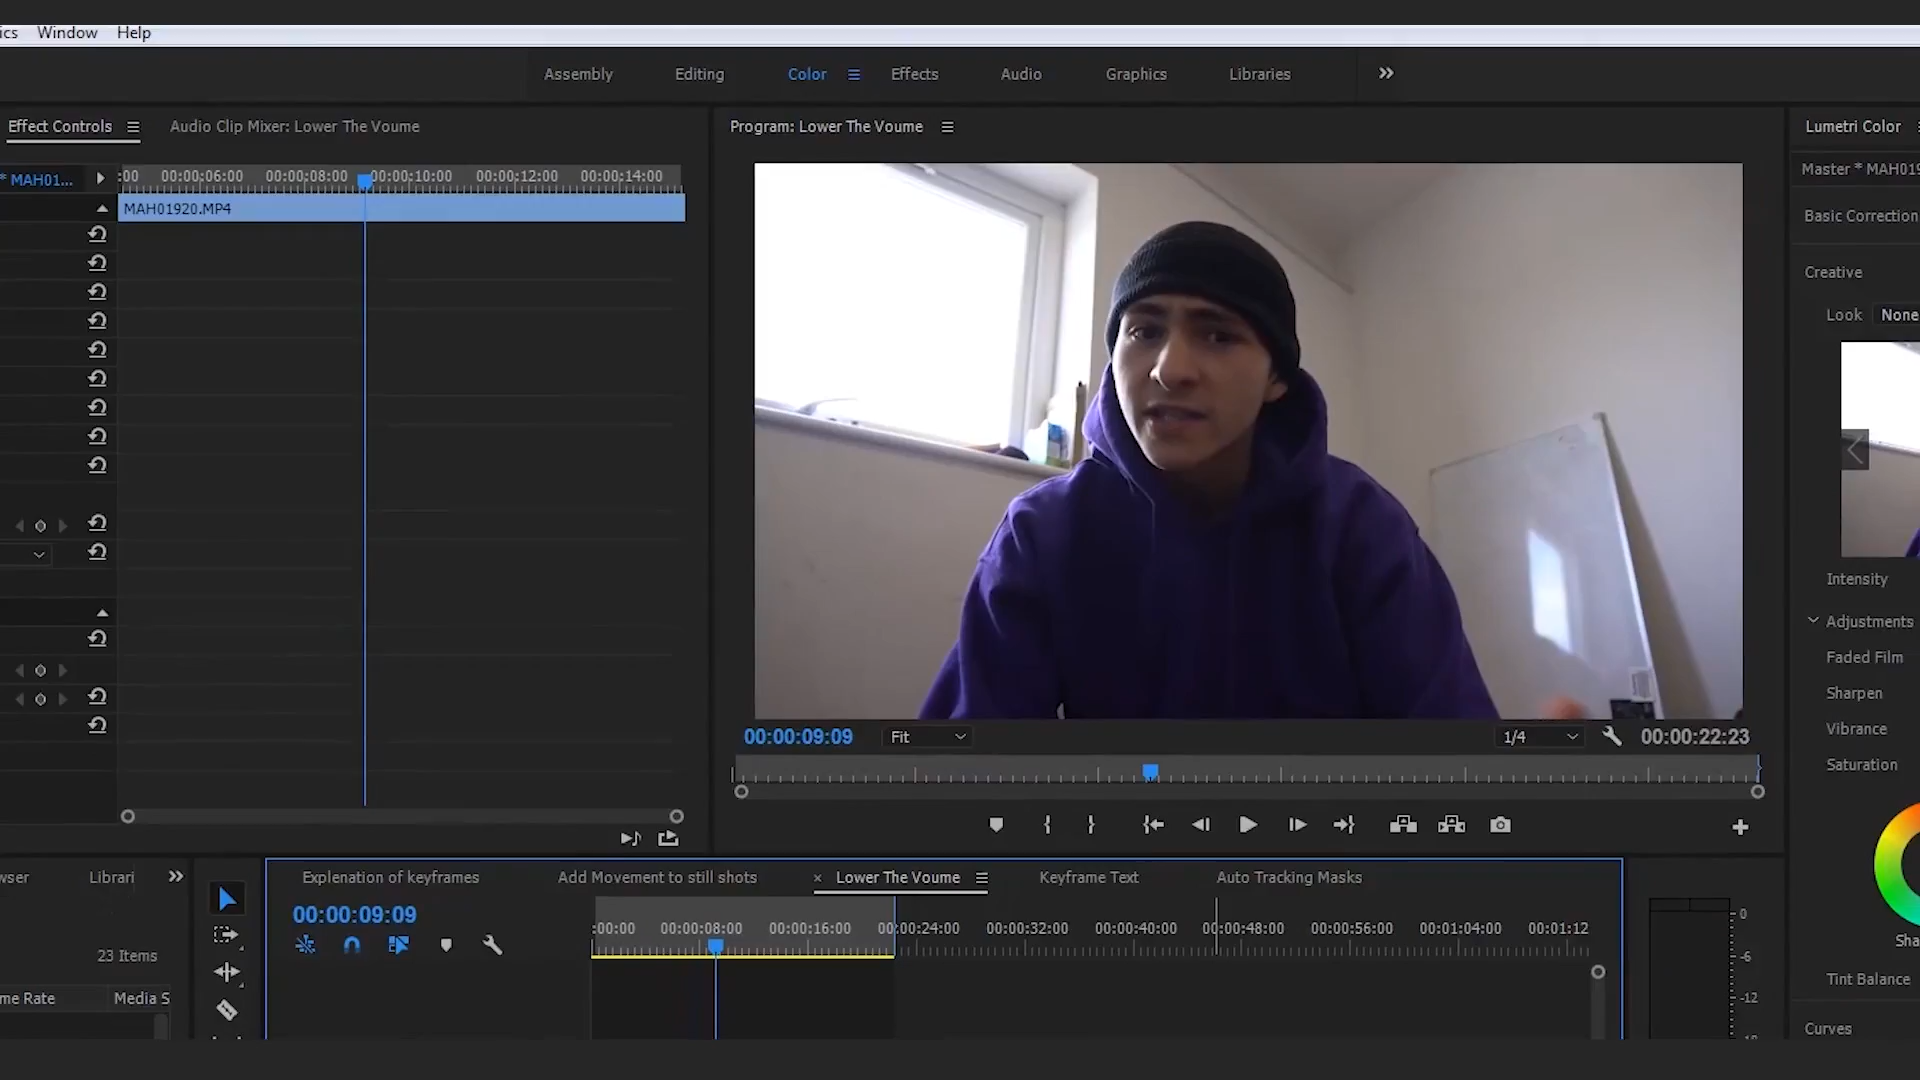 ics Window Help
Assembly Editing Color Effects Audio Graphics Libraries
Effect Controls Audio Clip Mixer: Lower The Voume
Program: Lower The Voume
Lumetri Color
* MAH01...
:00 00:00;06:00 00:00;08:00 00:00;10:00 00:00;12:00 00:00;14:00
MAH01920.MP4
Master * MAH019
Basic Correction
Creative
Look None
Intensity
Adjustments
Faded Film
Sharpen
Vibrance
Saturation
00:00:09:09 Fit 1/4 00:00:22:23
wser Librari
Explenation of keyframes Add Movement to still shots × Lower The Voume Keyframe Text Auto Tracking Masks
00:00:09:09
:00:00 00:00:08:00 00:00:16:00 00:00:24:00 00:00:32:00 00:00:40:00 00:00:48:00 00:00:56:00 00:01:04:00 00:01:12
23 Items
me Rate Media S
0
-6
-12
Sha
Tint Balance
Curves